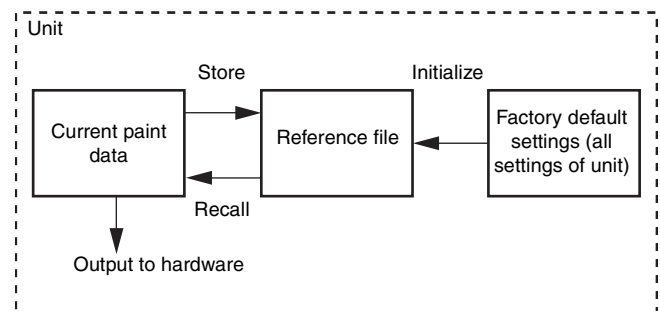 Unit
Store
Initialize
Current paint
data
Reference file
Factory default
settings (all
settings of unit)
Recall
Output to hardware